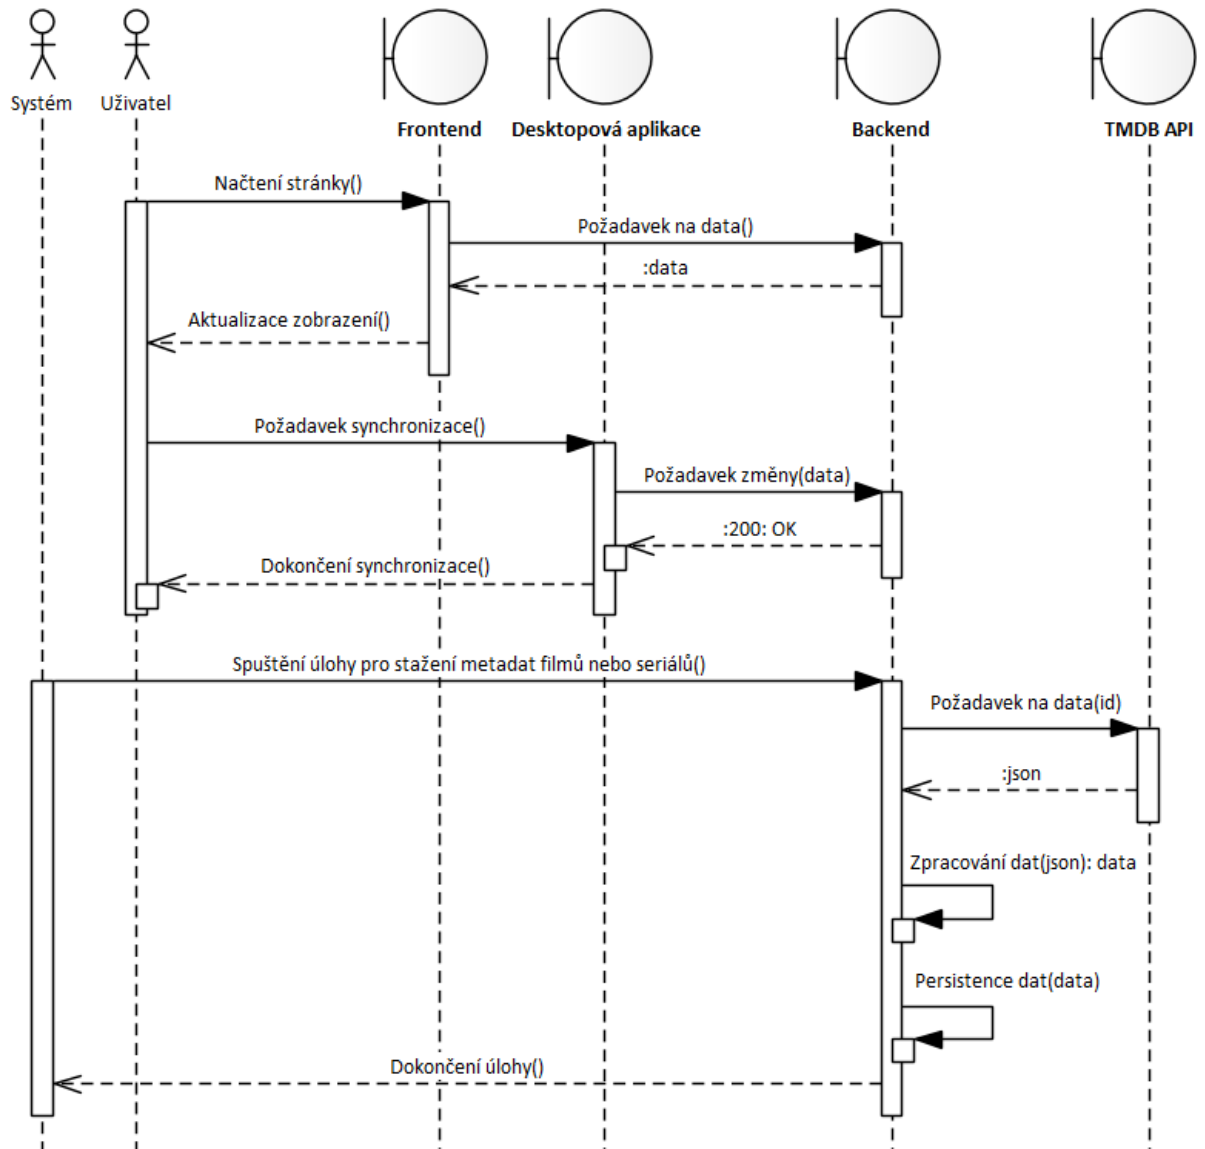 Systém
Uživatel
Frontend
Desktopová aplikace
Backend
TMDB API
Načtení stránky()
Požadavek na data()
:data
Aktualizace zobrazení()
Požadavek synchronizace()
Požadavek změny(data)
:200: OK
Dokončení synchronizace()
Spuštění úlohy pro stažení metadat filmů nebo seriálů()
Požadavek na data(id)
:json
Zpracování dat(json): data
Persistence dat(data)
Dokončení úlohy()